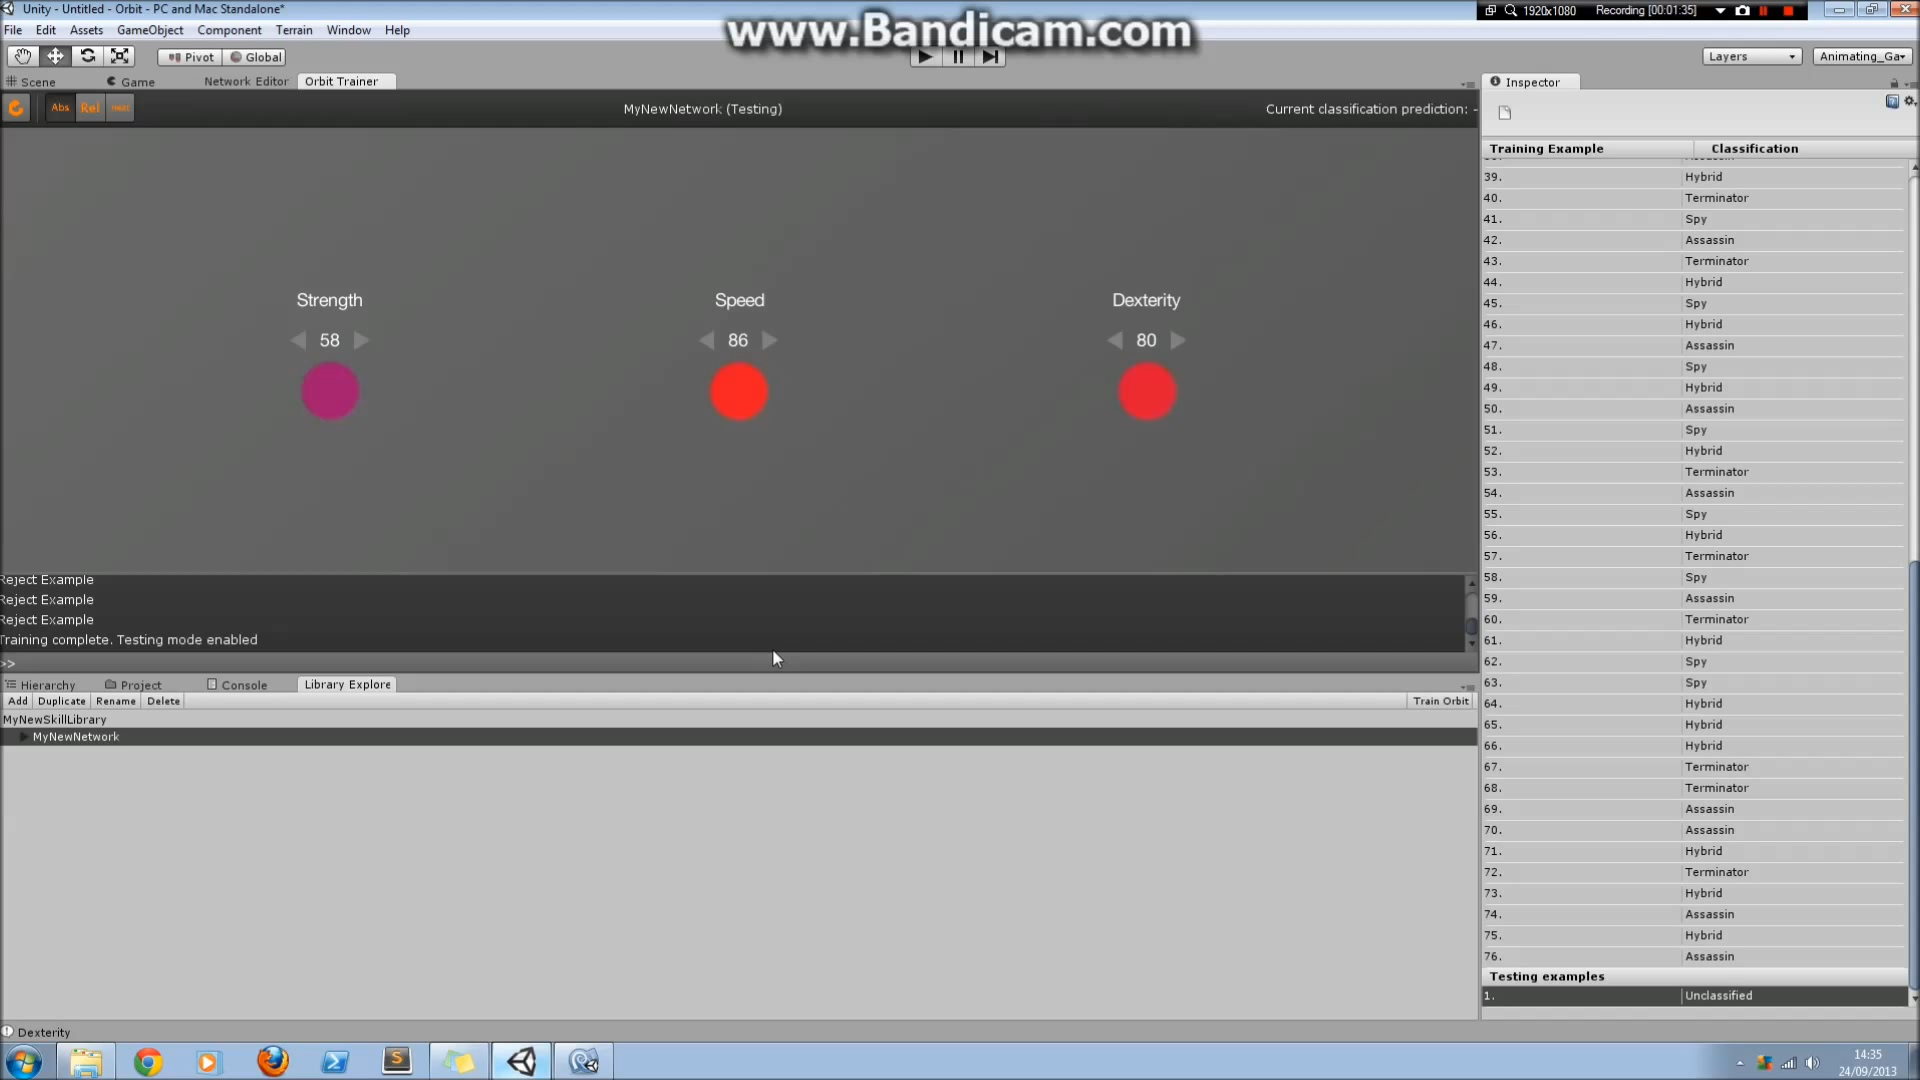 Unity - Untitled - Orbit - PC and Mac Standalone*
1920x1080 Recording [00:01:35]
www.Bandicam.com
File Edit Assets GameObject Component Terrain Window Help
Pivot Global
Layers Animating_Ga
Scene Game Network Editor Orbit Trainer
Inspector
Abs Rel
MyNewNetwork (Testing)
Current classification prediction: -
Training Example Classification
39. Hybrid
40. Terminator
41. Spy
42. Assassin
43. Terminator
44. Hybrid
45. Spy
46. Hybrid
47. Assassin
48. Spy
49. Hybrid
50. Assassin
51. Spy
52. Hybrid
53. Terminator
54. Assassin
55. Spy
56. Hybrid
57. Terminator
58. Spy
59. Assassin
60. Terminator
61. Hybrid
62. Spy
63. Spy
64. Hybrid
65. Hybrid
66. Hybrid
67. Terminator
68. Terminator
69. Assassin
70. Assassin
71. Hybrid
72. Terminator
73. Hybrid
74. Assassin
75. Hybrid
76. Assassin
Testing examples
1. Unclassified
Strength Speed Dexterity
58 86 80
Reject Example
Reject Example
Reject Example
Training complete. Testing mode enabled
>>
Hierarchy Project Console Library Explore
Add Duplicate Rename Delete Train Orbit
MyNewSkillLibrary
MyNewNetwork
Dexterity
14:35
24/09/2013